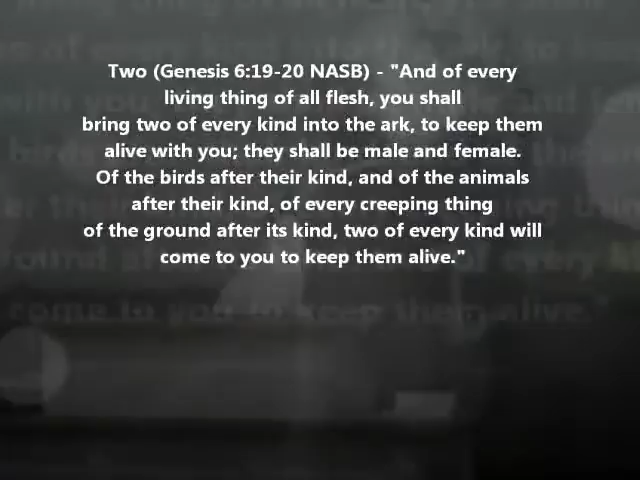 Two (Genesis 6:19-20 NASB) - "And of every
living thing of all flesh, you shall
bring two of every kind into the ark, to keep them
alive with you; they shall be male and female.
Of the birds after their kind, and of the animals
after their kind, of every creeping thing
of the ground after its kind, two of every kind will
come to you to keep them alive."